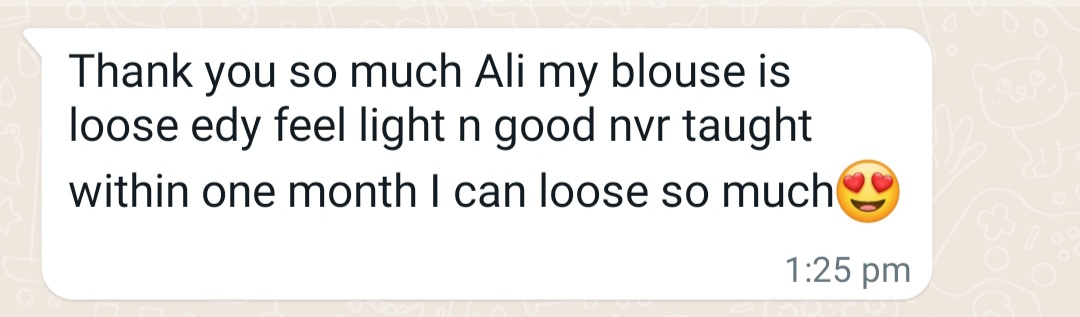 Thank you so much Ali my blouse is
loose edy feel light n good nvr taught
within one month I can loose so much😍
1:25 pm